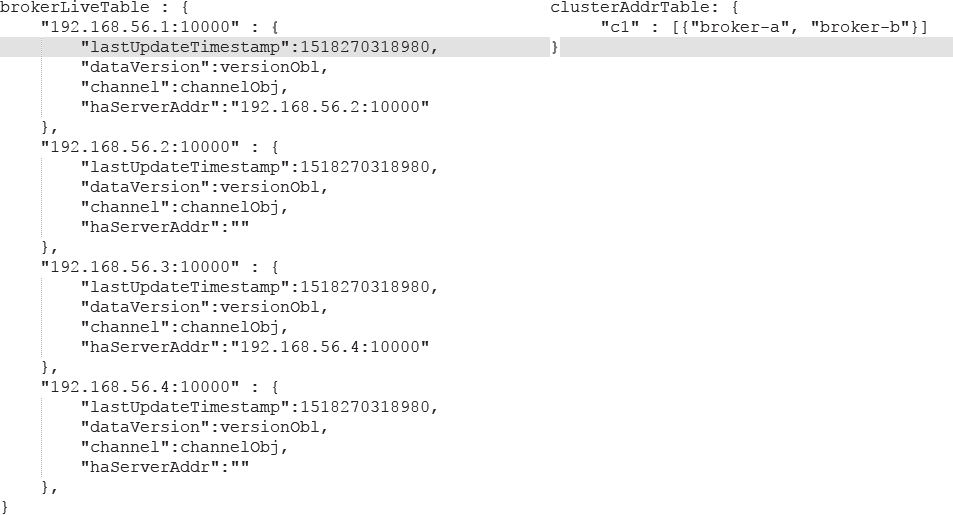 brokerLiveTable : {
    "192.168.56.1:10000" : {
        "lastUpdateTimestamp":1518270318980,
        "dataVersion":versionObl,
        "channel":channelObj,
        "haServerAddr":"192.168.56.2:10000"
    },
    "192.168.56.2:10000" : {
        "lastUpdateTimestamp":1518270318980,
        "dataVersion":versionObl,
        "channel":channelObj,
        "haServerAddr":""
    },
    "192.168.56.3:10000" : {
        "lastUpdateTimestamp":1518270318980,
        "dataVersion":versionObl,
        "channel":channelObj,
        "haServerAddr":"192.168.56.4:10000"
    },
    "192.168.56.4:10000" : {
        "lastUpdateTimestamp":1518270318980,
        "dataVersion":versionObl,
        "channel":channelObj,
        "haServerAddr":""
    },
}
clusterAddrTable: {
     "c1" : [{"broker-a", "broker-b"}]
}